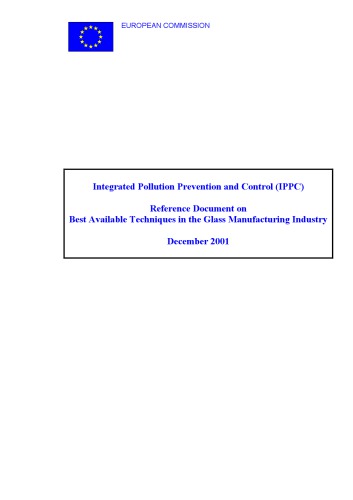 EUROPEAN COMMISSION
Integrated Pollution Prevention and Control (IPPC)
Reference Document on
Best Available Techniques in the Glass Manufacturing Industry
December 2001